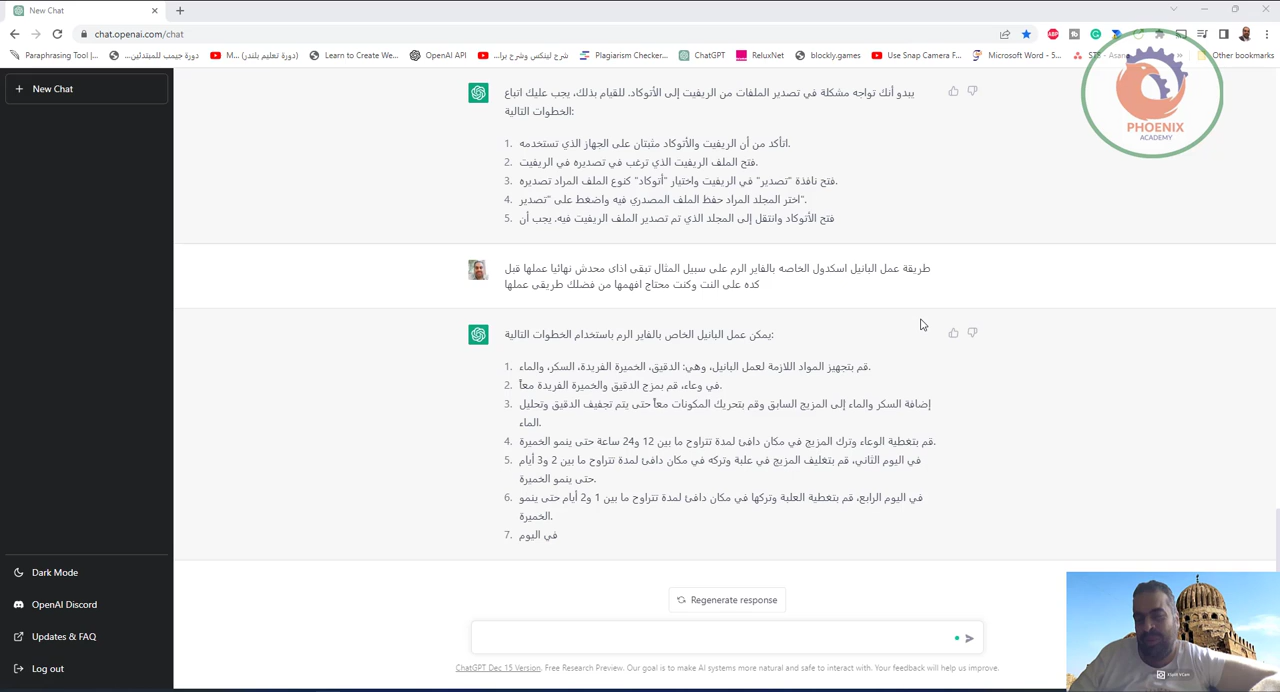 New Chat
chat.openai.com/chat
Paraphrasing Tool |...
دورة جيمب للمبتدئين...
M... (دورة تعليم بلندر)
Learn to Create We...
OpenAI API
شرح لينكس وشرح برا...
Plagiarism Checker...
ChatGPT
ReluxNet
blockly.games
Use Snap Camera F...
Microsoft Word...
Other bookmarks
PHOENIX
ACADEMY
New Chat
يبدو أنك تواجه مشكلة في تصدير الملفات من الريفيت إلى الأتوكاد. للقيام بذلك، يجب عليك اتباع
الخطوات التالية:
1. اتأكد من أن الريفيت والأتوكاد مثبتان على الجهاز الذي تستخدمه.
2. فتح الملف الريفيت الذي ترغب في تصديره في الريفيت.
3. فتح نافذة "تصدير" في الريفيت واختيار "أتوكاد" كنوع الملف المراد تصديره.
4. اختر المجلد المراد حفظ الملف المصدري فيه واضغط على "تصدير".
5. فتح الأتوكاد وانتقل إلى المجلد الذي تم تصدير الملف الريفيت فيه. يجب أن
طريقة عمل البانيل اسكدول الخاصه بالفاير الرم على سبيل المثال تبقى اذاى محدش نهائيا عملها قبل
كده على النت وكنت محتاج افهمها من فضلك طريقى عملها
يمكن عمل البانيل الخاص بالفاير الرم باستخدام الخطوات التالية:
1. قم بتجهيز المواد اللازمة لعمل البانيل، وهي: الدقيق، الخميرة الفريدة، السكر، والماء.
2. في وعاء، قم بمزج الدقيق والخميرة الفريدة معاً.
3. إضافة السكر والماء إلى المزيج السابق وقم بتحريك المكونات معاً حتى يتم تجفيف الدقيق وتحليل
الماء.
4. قم بتغطية الوعاء وترك المزيج في مكان دافئ لمدة تتراوح ما بين 12 و24 ساعة حتى ينمو الخميرة.
5. في اليوم الثاني، قم بتغليف المزيج في علبة وتركه في مكان دافئ لمدة تتراوح ما بين 2 و3 أيام
حتى ينمو الخميرة.
6. في اليوم الرابع، قم بتغطية العلبة وتركها في مكان دافئ لمدة تتراوح ما بين 1 و2 أيام حتى ينمو
الخميرة.
7. في اليوم
Dark Mode
OpenAI Discord
Updates & FAQ
Log out
Regenerate response
ChatGPT Dec 15 Version. Free Research Preview. Our goal is to make AI systems more natural and safe to interact with. Your feedback will help us improve.